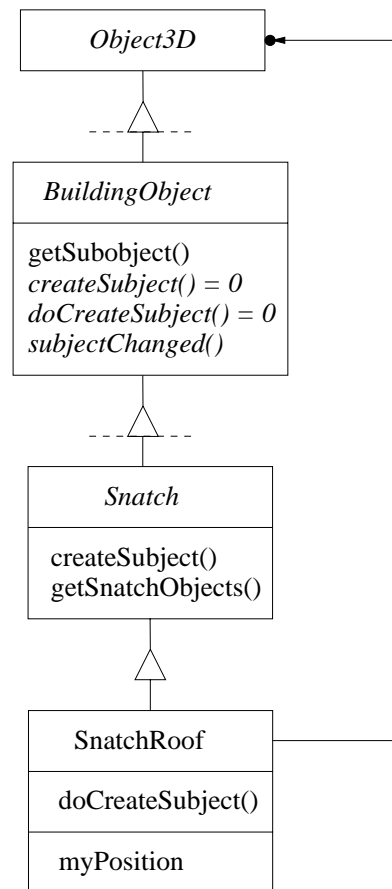 Object3D
BuildingObject
getSubobject()
createSubject() = 0
doCreateSubject() = 0
subjectChanged()
Snatch
createSubject()
getSnatchObjects()
SnatchRoof
doCreateSubject()
myPosition